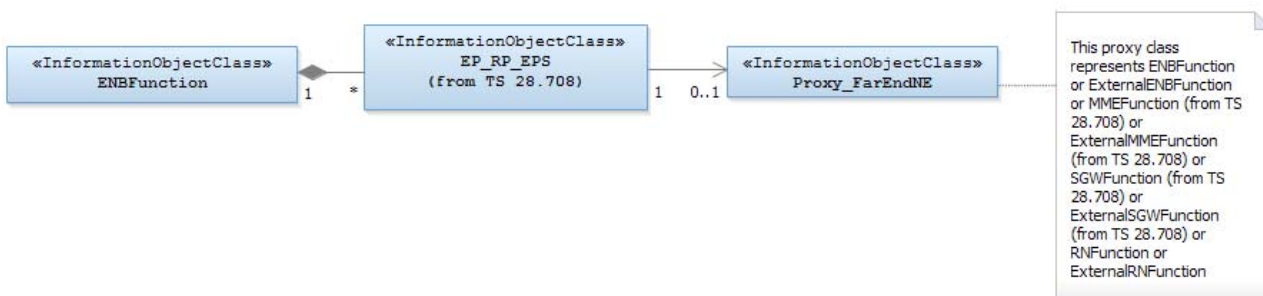 «InformationObjectClass»
ENBFunction
1
*
«InformationObjectClass»
EP_RP_EPS
(from TS 28.708)
1
0..1
«InformationObjectClass»
Proxy_FarEndNE
This proxy class
represents ENBFunction
or ExternalENBFunction
or MMEFunction (from TS
28.708) or
ExternalMMEFunction
(from TS 28.708) or
SGWFunction (from TS
28.708) or
ExternalSGWFunction
(from TS 28.708) or
RNFunction or
ExternalRNFunction